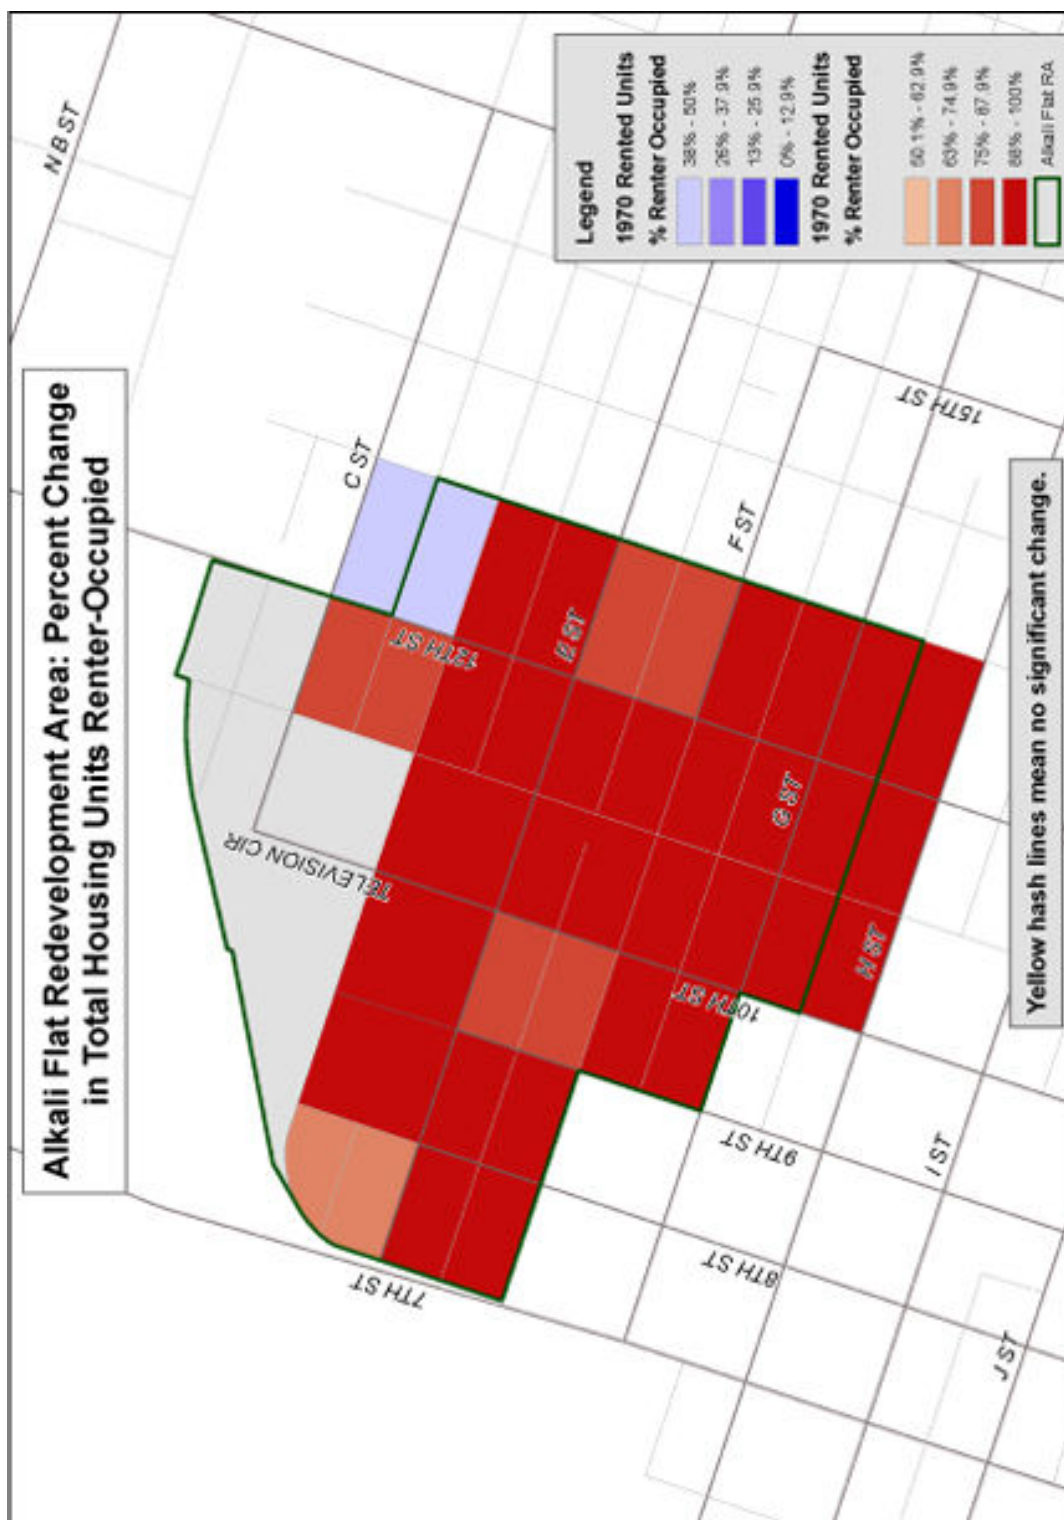 Alkali Flat Redevelopment Area: Percent Change
in Total Housing Units Renter-Occupied
N B ST
C ST
12TH ST
E ST
F ST
15TH ST
TELEVISION CIR
G ST
10TH ST
H ST
7TH ST
9TH ST
8TH ST
I ST
J ST
Legend
1970 Rented Units
% Renter Occupied
38% - 50%
26% - 37.9%
13% - 25.9%
0% - 12.9%
1970 Rented Units
% Renter Occupied
50.1% - 62.9%
63% - 74.9%
75% - 87.9%
88% - 100%
Alkali Flat RA
Yellow hash lines mean no significant change.